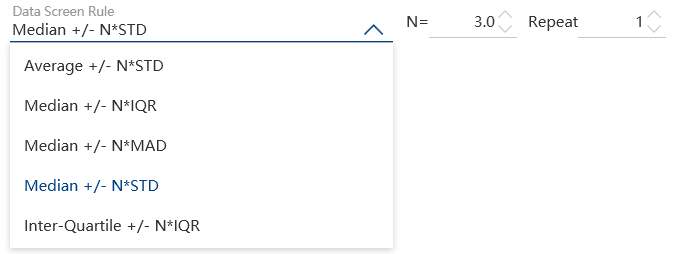 Data Screen Rule
Median +/- N*STD N= 3.0 Repeat 1
Average +/- N*STD
Median +/- N*IQR
Median +/- N*MAD
Median +/- N*STD
Inter-Quartile +/- N*IQR